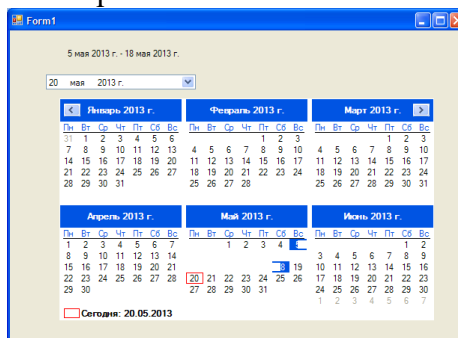 Form1
5 мая 2013 г. - 18 мая 2013 г.
20 мая 2013 г.
Январь 2013 г. Февраль 2013 г. Март 2013 г.
Пн Вт Ср Чт Пт Сб Вс Пн Вт Ср Чт Пт Сб Вс Пн Вт Ср Чт Пт Сб Вс
31 1 2 3 4 5 6 1 2 3 1 2 3
7 8 9 10 11 12 13 4 5 6 7 8 9 10 4 5 6 7 8 9 10
14 15 16 17 18 19 20 11 12 13 14 15 16 17 11 12 13 14 15 16 17
21 22 23 24 25 26 27 18 19 20 21 22 23 24 18 19 20 21 22 23 24
28 29 30 31 25 26 27 28 25 26 27 28 29 30 31
Апрель 2013 г. Май 2013 г. Июнь 2013 г.
Пн Вт Ср Чт Пт Сб Вс Пн Вт Ср Чт Пт Сб Вс Пн Вт Ср Чт Пт Сб Вс
1 2 3 4 5 6 7 1 2 3 4 1 2
8 9 10 11 12 13 14 3 4 5 6 7 8 9
15 16 17 18 19 20 21 8 19 10 11 12 13 14 15 16
22 23 24 25 26 27 28 20 21 22 23 24 25 26 17 18 19 20 21 22 23
29 30 27 28 29 30 31 24 25 26 27 28 29 30
1 2 3 4 5 6 7
Сегодня: 20.05.2013